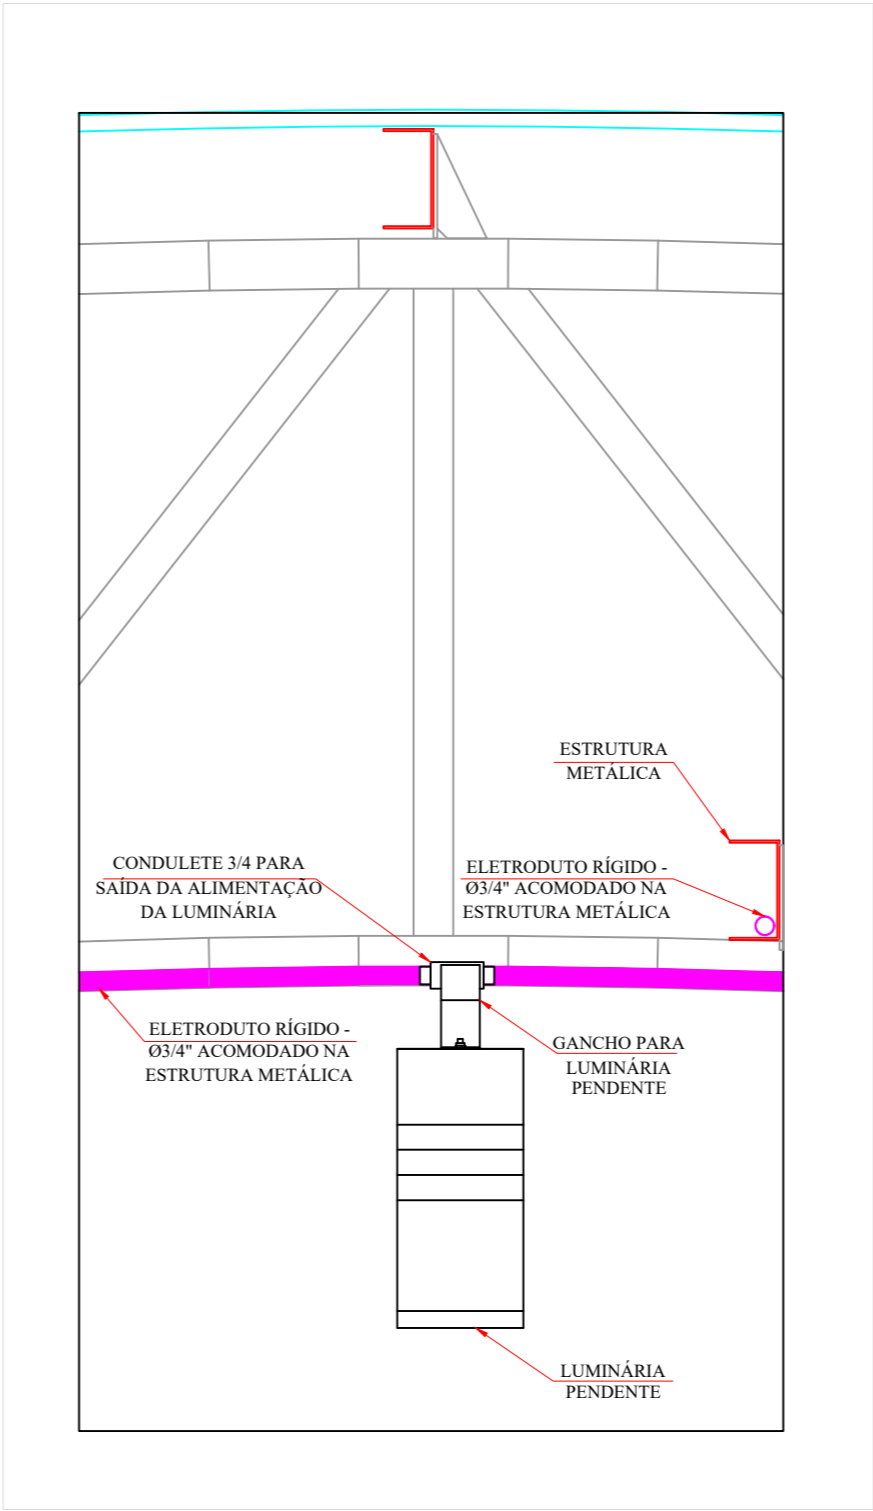 ESTRUTURA
METÁLICA
CONDULETE 3/4 PARA
SAÍDA DA ALIMENTAÇÃO
DA LUMINÁRIA
ELETRODUTO RÍGIDO -
Ø3/4" ACOMODADO NA
ESTRUTURA METÁLICA
ELETRODUTO RÍGIDO -
Ø3/4" ACOMODADO NA
ESTRUTURA METÁLICA
GANCHO PARA
LUMINÁRIA
PENDENTE
LUMINÁRIA
PENDENTE